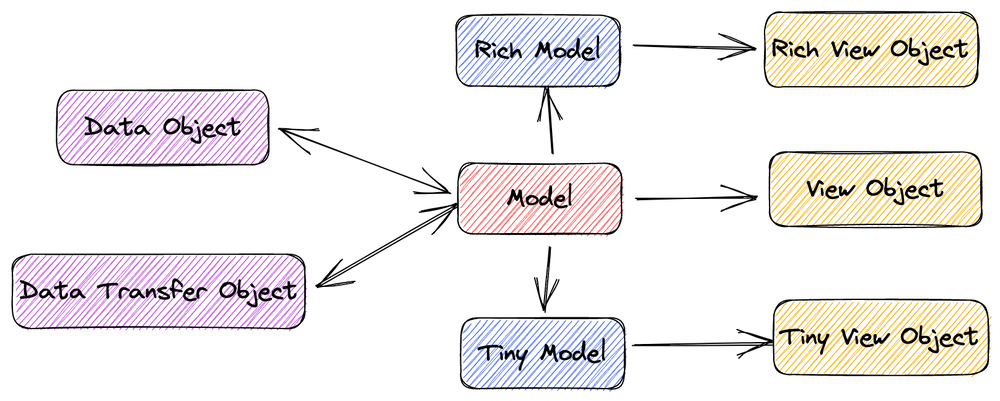 Rich Model
Rich View Object
Data Object
Model
View Object
Data Transfer Object
Tiny Model
Tiny View Object